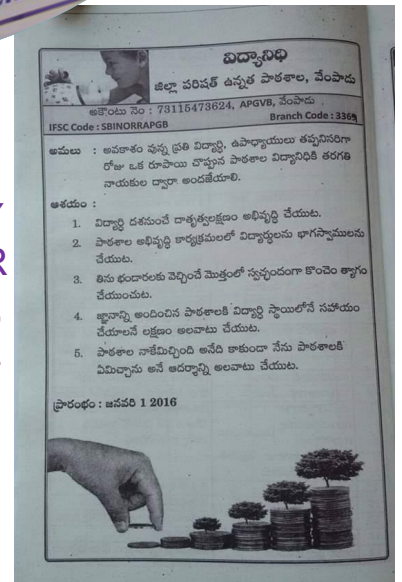 విద్యానిధి
జిల్లా పరిషత్ ఉన్నత పాఠశాల, వేంపాడు
అకౌంటు నెం : 73115473624, APGVB, వేంపాడు
IFSC Code : SBINORRAPGB Branch Code : 3369
అమలు : అవకాశం వున్న ప్రతి విద్యార్థి, ఉపాధ్యాయులు తప్పనిసరిగా
రోజు ఒక రూపాయి చొప్పున పాఠశాల విద్యానిధికి తరగతి
నాయకుల ద్వారా అందజేయాలి.
ఆశయం :
1. విద్యార్థి దశనుంచే దాతృత్వలక్షణం అభివృద్ధి చేయుట.
2. పాఠశాల అభివృద్ధి కార్యక్రమలలో విద్యార్థులను భాగస్వాములను
చేయుట.
3. తిను భండారలకు వెచ్చించే మొత్తంలో స్వచ్ఛందంగా కొంచెం త్యాగం
చేయుంచుట.
4. జ్ఞానాన్ని అందించిన పాఠశాలకి విద్యార్థి స్థాయిలోనే సహాయం
చేయాలనే లక్షణం అలవాటు చేయుట.
5. పాఠశాల నాకేమిచ్చింది అనేది కాకుండా నేను పాఠశాలకి
ఏమిచ్చాను అనే ఆదర్శాన్ని అలవాటు చేయుట.
ప్రారంభం : జనవరి 1 2016